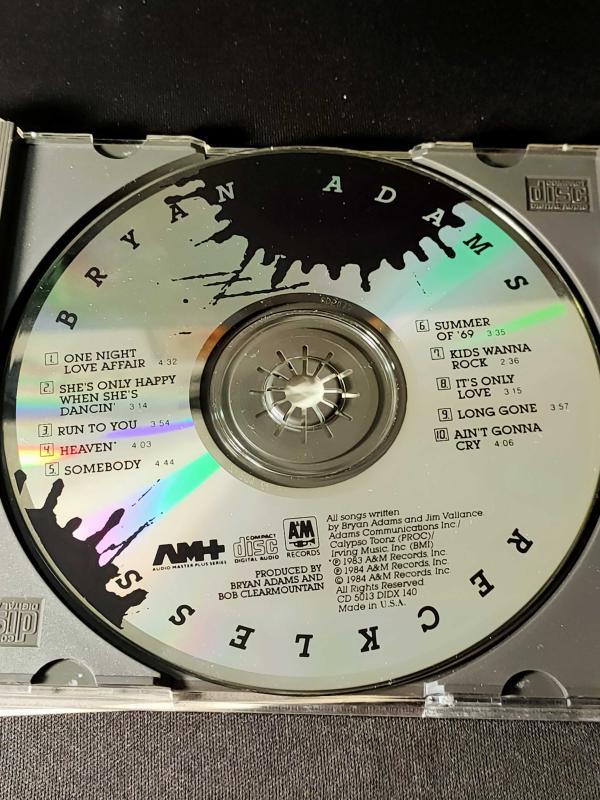 BRYAN ADAMS
COMPACT
disc
DIGITAL AUDIO
1. ONE NIGHT
LOVE AFFAIR 4:32
2. SHE'S ONLY HAPPY
WHEN SHE'S
DANCIN' 3:14
3. RUN TO YOU 3:54
4. HEAVEN* 4:03
5. SOMEBODY 4:44
6. SUMMER
OF '69 3:35
7. KIDS WANNA
ROCK 2:36
8. IT'S ONLY
LOVE 3:15
9. LONG GONE 3:57
10. AIN'T GONNA
CRY 4:06
AM+
AUDIO MASTER PLUS SERIES
COMPACT
disc
DIGITAL AUDIO
A&M
RECORDS
PRODUCED BY
BRYAN ADAMS AND
BOB CLEARMOUNTAIN
All songs written
by Bryan Adams and Jim Vallance.
Adams Communications Inc./
Calypso Toonz (PROC)/
Irving Music, Inc. (BMI)
*℗ 1983 A&M Records, Inc.
℗ 1984 A&M Records, Inc.
© 1984 A&M Records, Inc.
All Rights Reserved
CD 5013 DIDX 140
Made in U.S.A.
RECKLESS
disc
DIGITAL